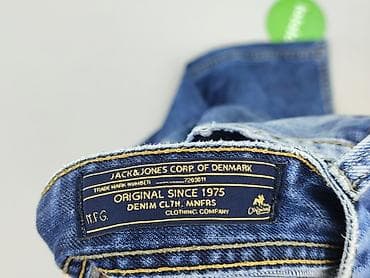 JACK&JONES CORP. OF DENMARK
TRADE MARK NUMBER:
ORIGINAL SINCE 1975
DENIM CLTH. MNFRS
CLOTHING COMPANY
M.F.G.